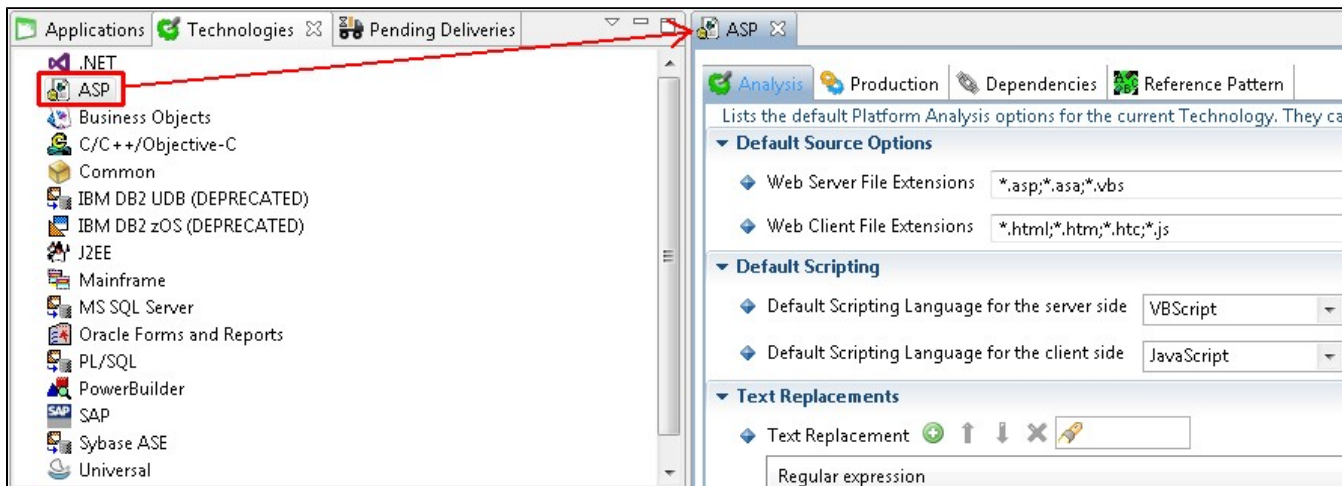 Applications Technologies Pending Deliveries
.NET
ASP
Business Objects
C/C++/Objective-C
Common
IBM DB2 UDB (DEPRECATED)
IBM DB2 zOS (DEPRECATED)
J2EE
Mainframe
MS SQL Server
Oracle Forms and Reports
PL/SQL
PowerBuilder
SAP
SAP
Sybase ASE
Universal
ASP
Analysis Production Dependencies Reference Pattern
Lists the default Platform Analysis options for the current Technology. They ca
Default Source Options
Web Server File Extensions *.asp;*.asa;*.vbs
Web Client File Extensions *.html;*.htm;*.htc;*.js
Default Scripting
Default Scripting Language for the server side VBScript
Default Scripting Language for the client side JavaScript
Text Replacements
Text Replacement
Regular expression